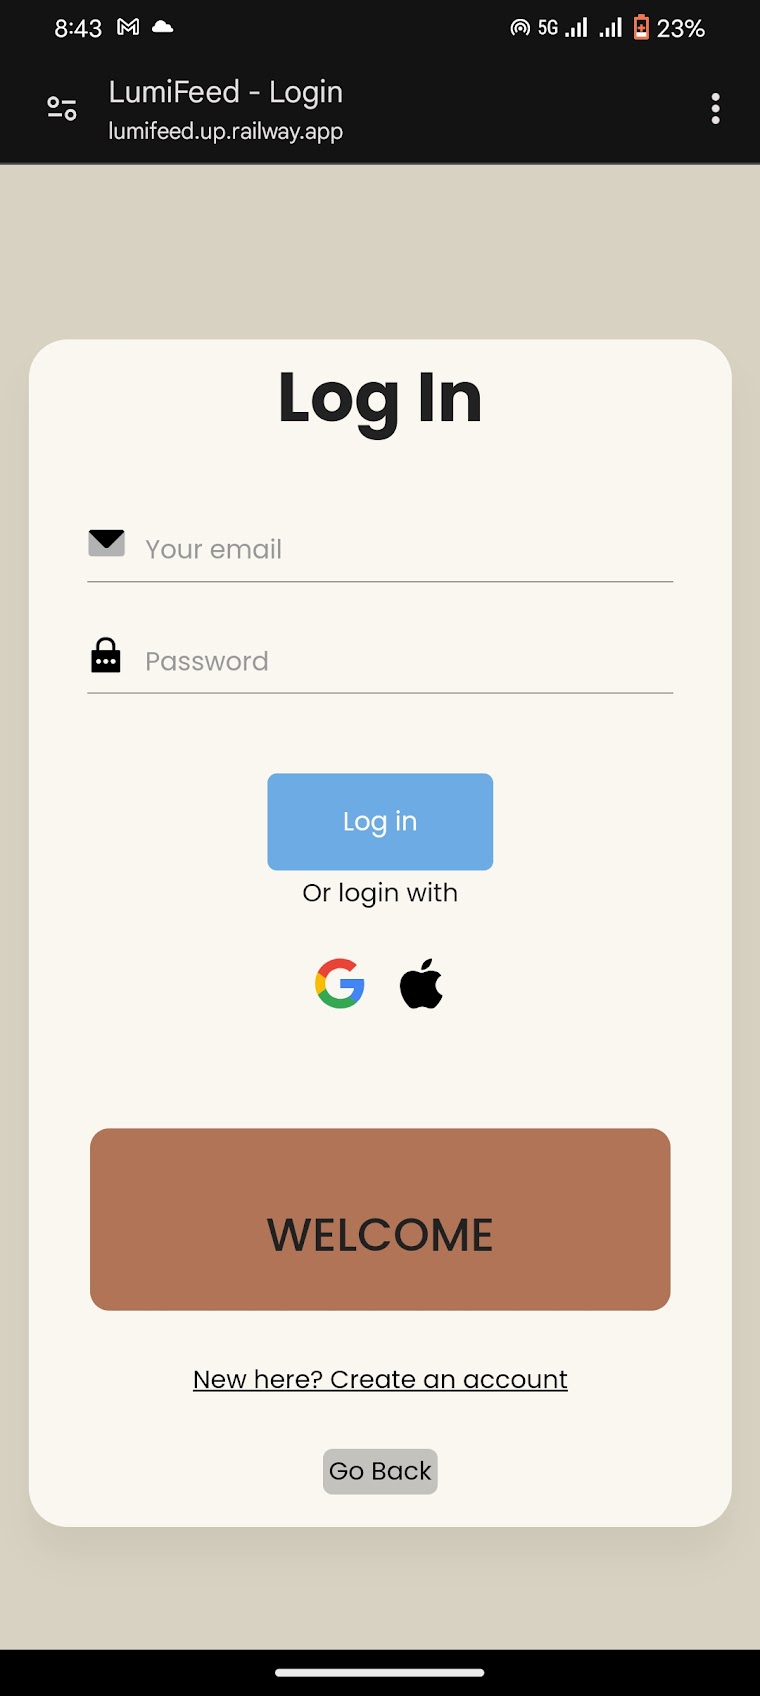 8:43 5G 23%
LumiFeed - Login
lumifeed.up.railway.app
Log In
Your email
Password
Log in
Or login with
WELCOME
New here? Create an account
Go Back